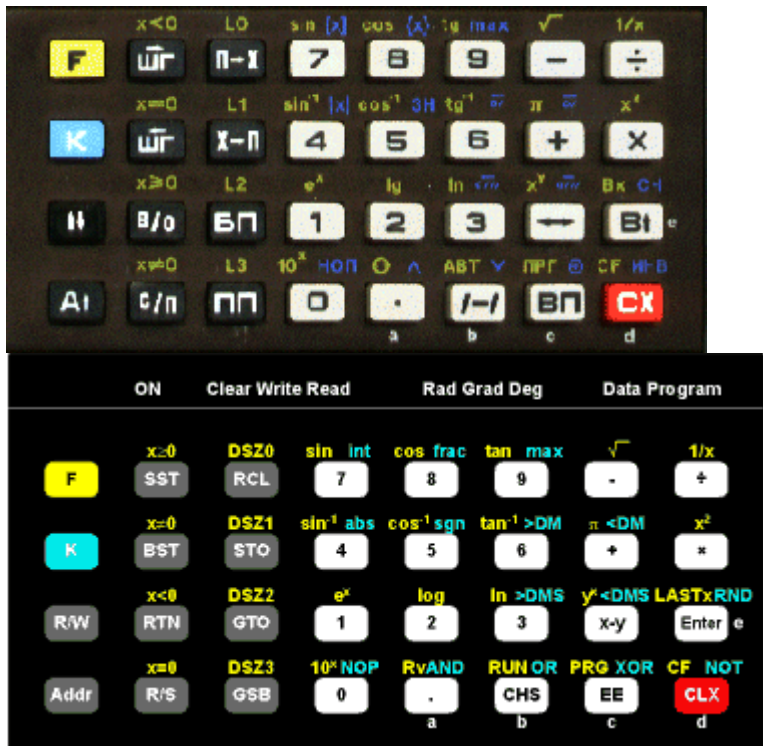 x<0 L0 sin [x] cos {x} tg max √ 1/x
F ШГ П→X 7 8 9 − ÷
x=0 L1 sin⁻¹ |x| cos⁻¹ ЗН tg⁻¹ π x²
K ШГ X→П 4 5 6 + ×
x≥0 L2 eˣ lg ln xʸ Bx СЧ
В/О БП 1 2 3 ↔ В↑ e
x≠0 L3 10ˣ НОП ∧ АВТ ∨ ПРГ ⊕ CF ИНВ
А↑ С/П ПП 0 . /−/ ВП CX
a b c d
ON Clear Write Read Rad Grad Deg Data Program
x≥0 DSZ0 sin int cos frac tan max √ 1/x
F SST RCL 7 8 9 - ÷
x=0 DSZ1 sin⁻¹ abs cos⁻¹ sgn tan⁻¹ >DM π <DM x²
K BST STO 4 5 6 + *
x<0 DSZ2 eˣ log ln >DMS yˣ <DMS LASTx RND
R/W RTN GTO 1 2 3 x-y Enter e
DSZ3 10ˣ NOP Rv AND RUN OR PRG XOR CF NOT
Addr R/S GSB 0 . CHS EE CLX
a b c d